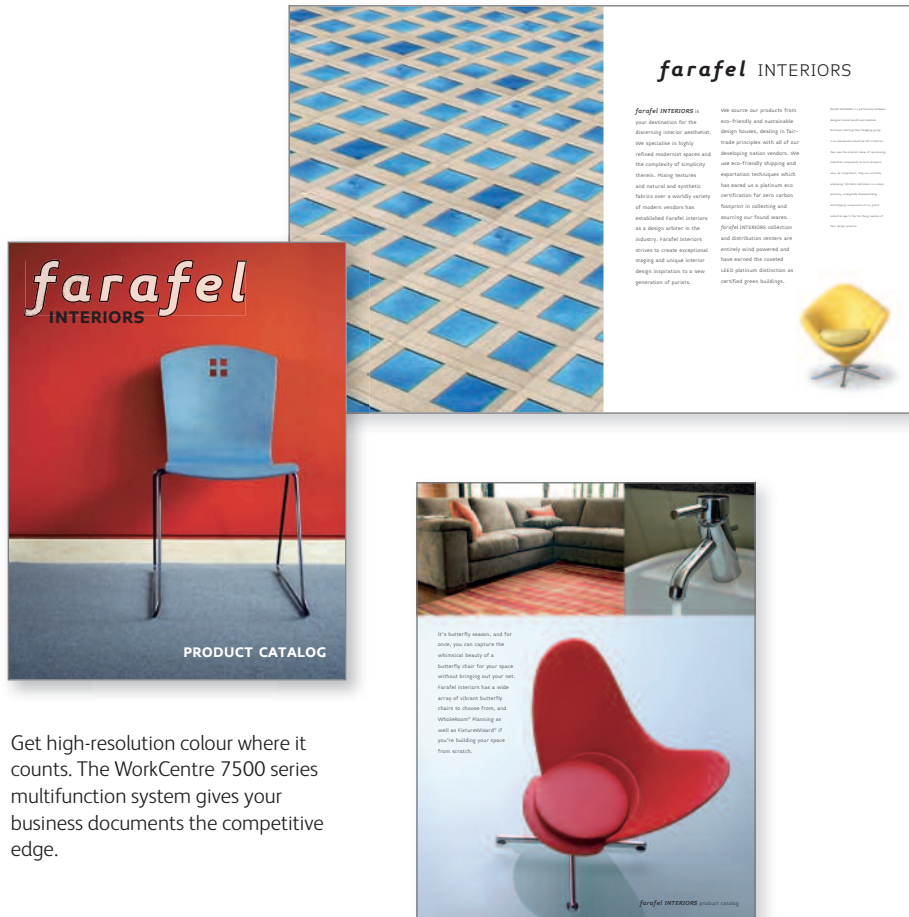 farafel INTERIORS
farafel INTERIORS is
your destination for the
discerning interior aesthetist.
We specialise in highly
refined modernist spaces and
the complexity of simplicity
therein. Mixing textures
and natural and synthetic
fabrics over a worldly variety
of modern vendors has
established Farafel Interiors
as a design arbiter in the
industry. Farafel Interiors
strives to create exceptional
staging and unique interior
design inspiration to a new
generation of purists.
We source our products from
eco-friendly and sustainable
design houses, dealing in fair-
trade principles with all of our
developing nation vendors. We
use eco-friendly shipping and
exportation techniques which
has earned us a platinum eco
certification for zero carbon
footprint in collecting and
sourcing our found wares.
farafel INTERIORS collection
and distribution centers are
entirely wind powered and
have earned the coveted
LEED platinum distinction as
certified green buildings.
farafel
INTERIORS
PRODUCT CATALOG
It's butterfly season, and for
once, you can capture the
whimsical beauty of a
butterfly chair for your space
without bringing out your net.
Farafel Interiors has a wide
array of vibrant butterfly
chairs to choose from, and
WholeRoom® Planning as
well as FixtureWizard® if
you're building your space
from scratch.
farafel INTERIORS product catalog
Get high-resolution colour where it
counts. The WorkCentre 7500 series
multifunction system gives your
business documents the competitive
edge.